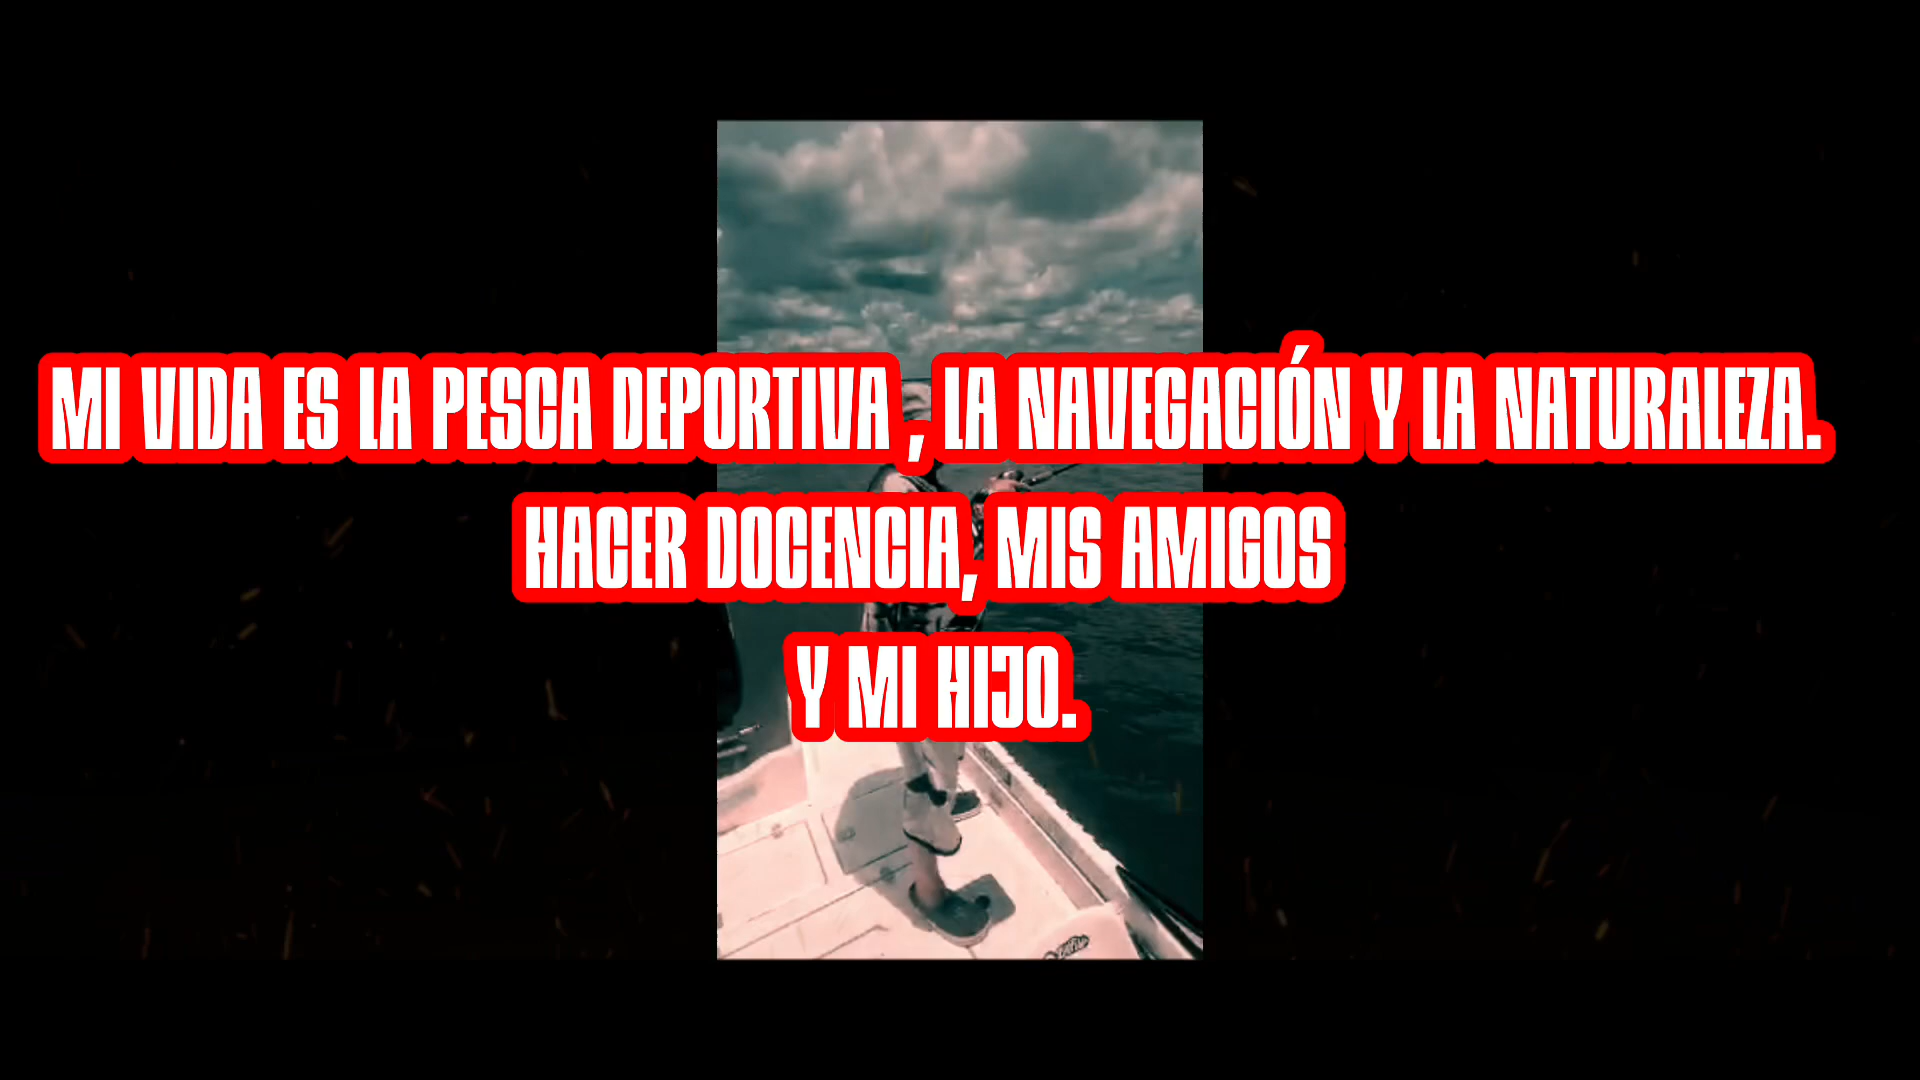 MI VIDA ES LA PESCA DEPORTIVA , LA NAVEGACIÓN Y LA NATURALEZA.
HACER DOCENCIA, MIS AMIGOS
Y MI HIJO.